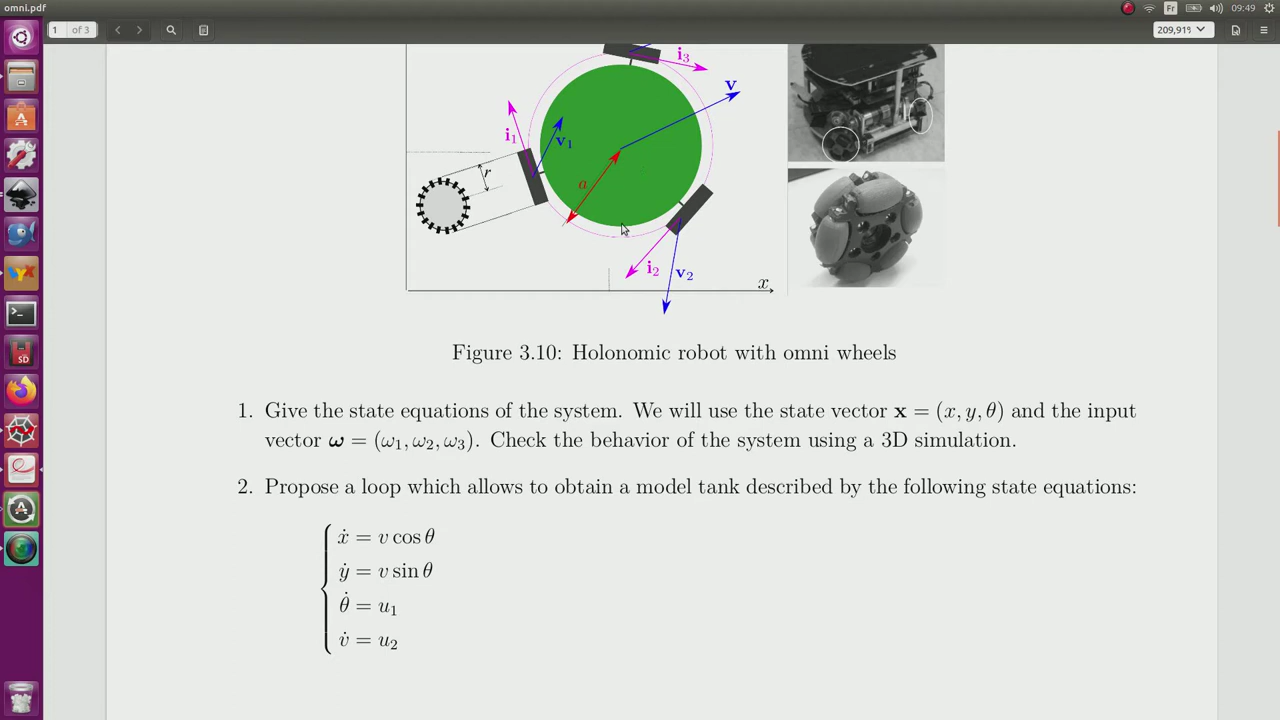 omni.pdf
Fr
09:49
1 of 3
209,91%
i3
v
i1
v1
r
a
i2
v2
x
Figure 3.10: Holonomic robot with omni wheels
1. Give the state equations of the system. We will use the state vector x = (x, y, θ) and the input
vector ω = (ω₁, ω₂, ω₃). Check the behavior of the system using a 3D simulation.
2. Propose a loop which allows to obtain a model tank described by the following state equations:
ẋ = v cos θ
ẏ = v sin θ
θ̇ = u₁
v̇ = u₂